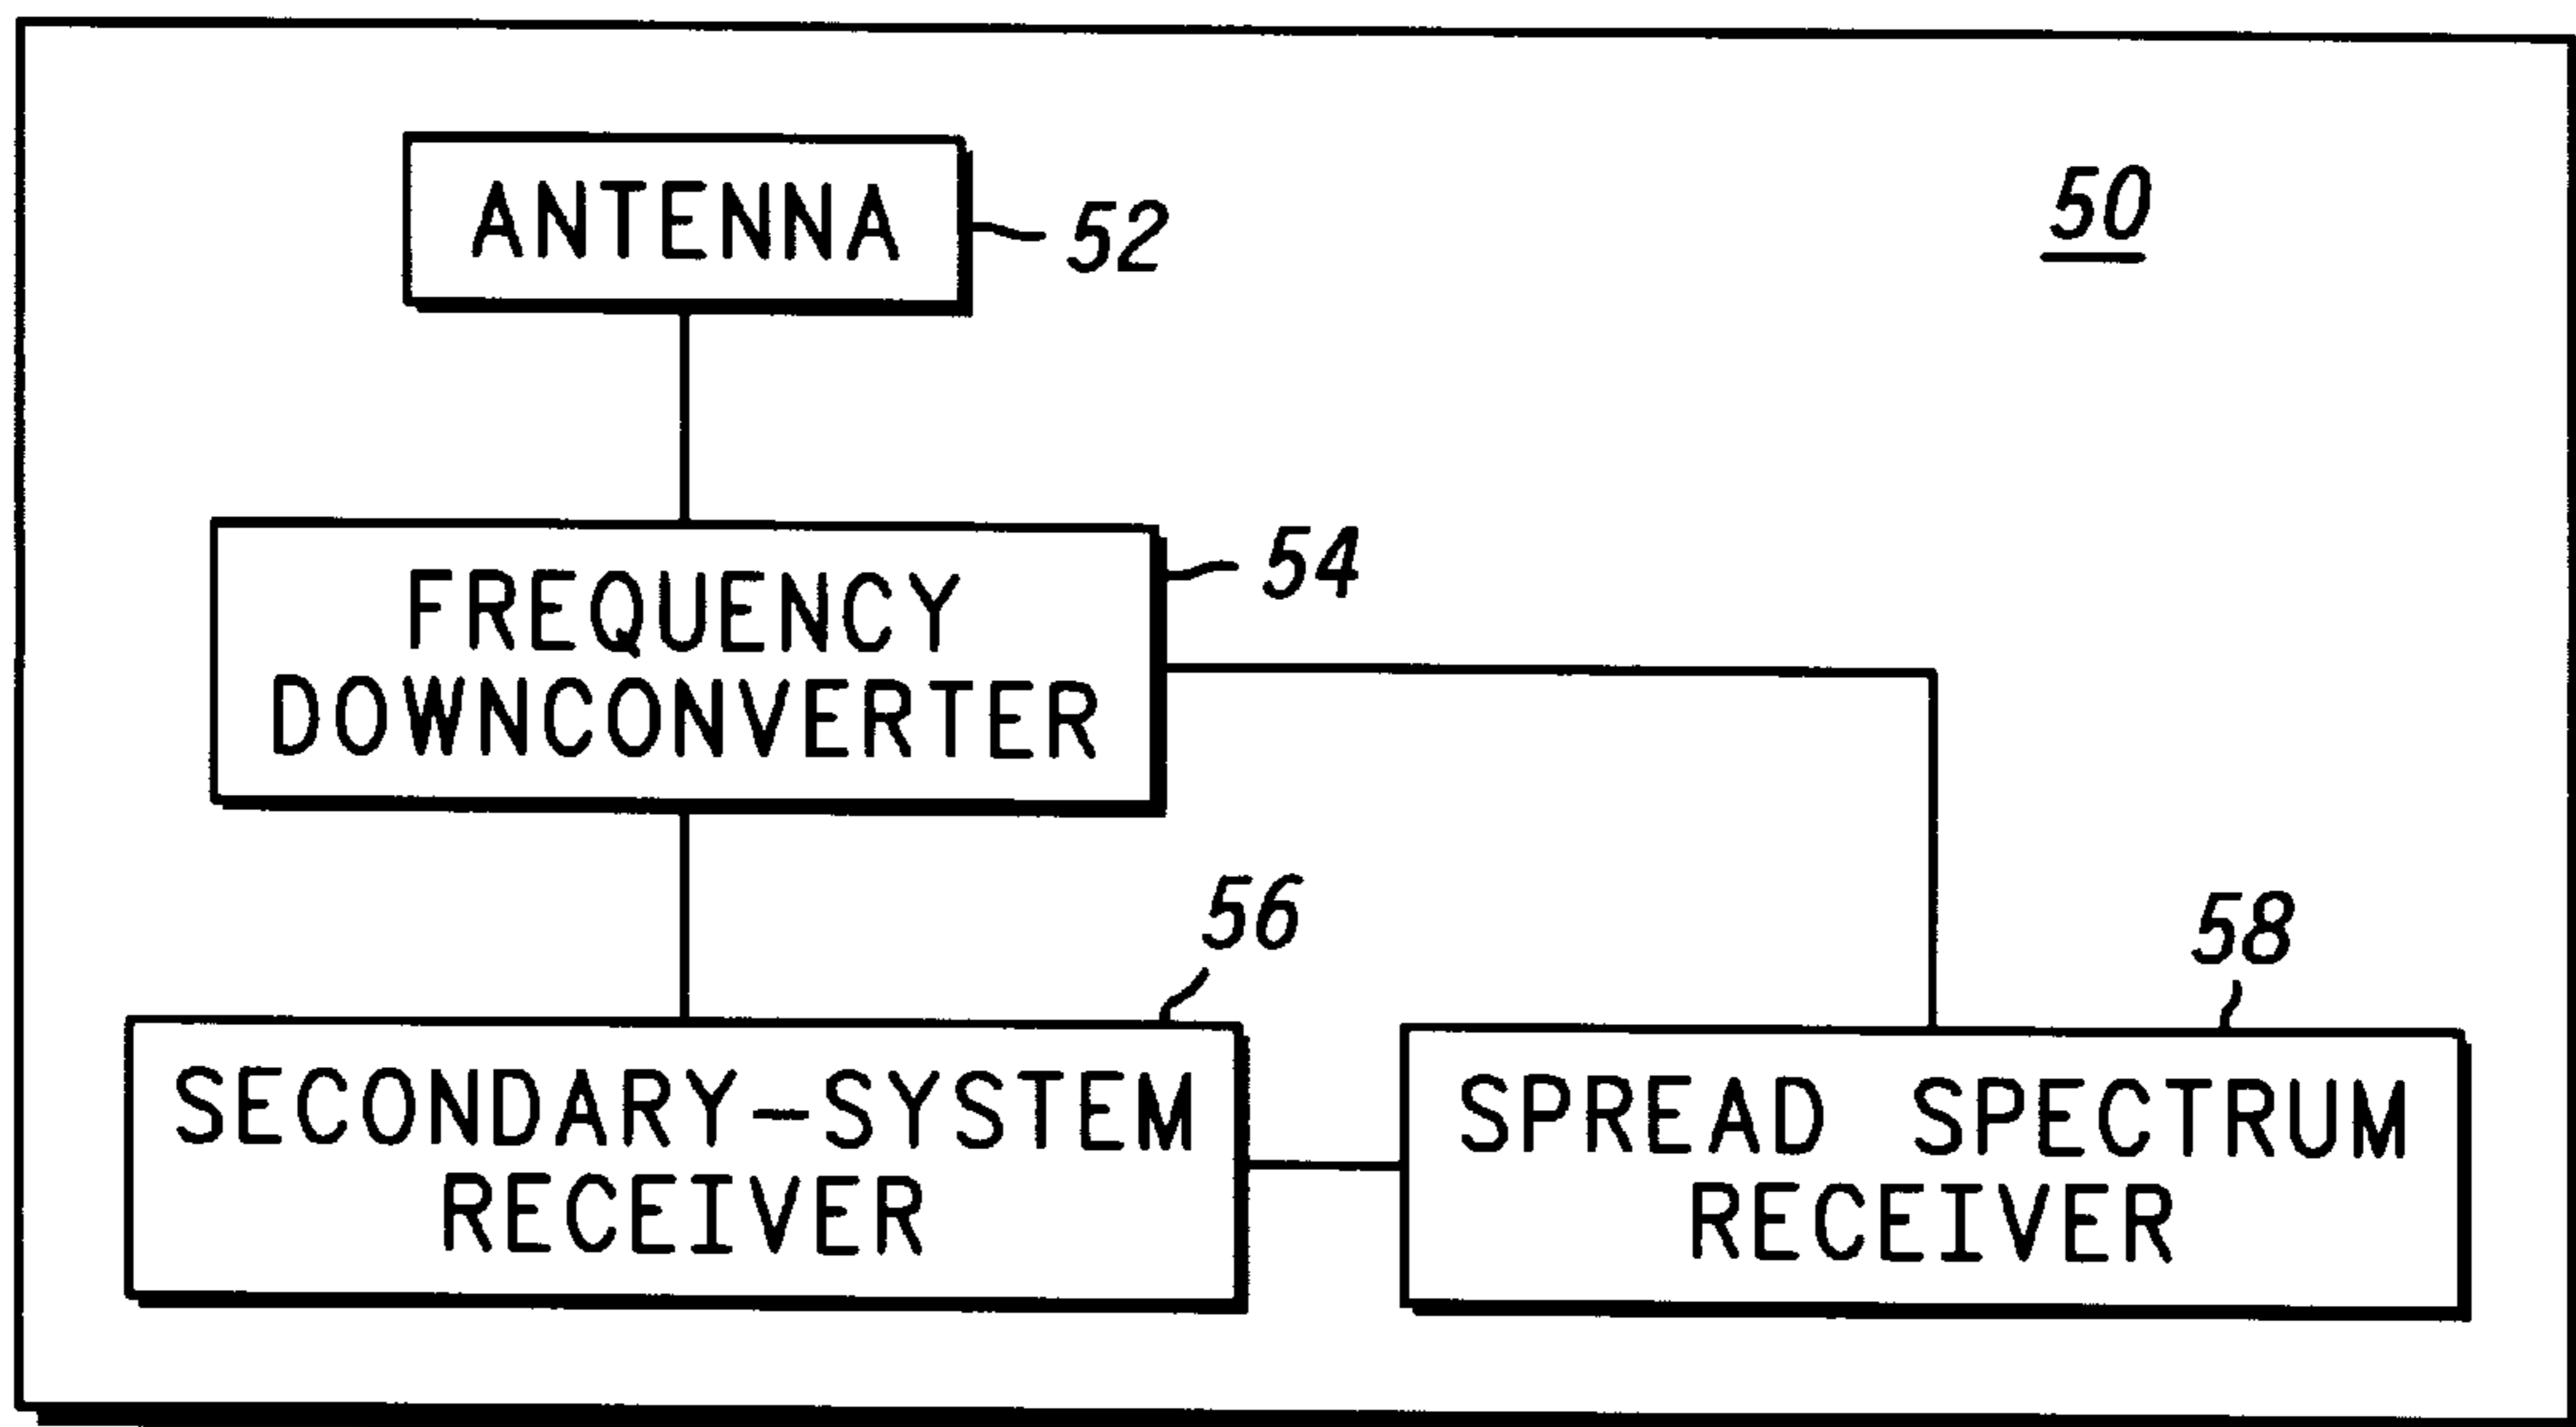 50
ANTENNA
52
FREQUENCY
DOWNCONVERTER
54
SECONDARY-SYSTEM
RECEIVER
56
SPREAD SPECTRUM
RECEIVER
58